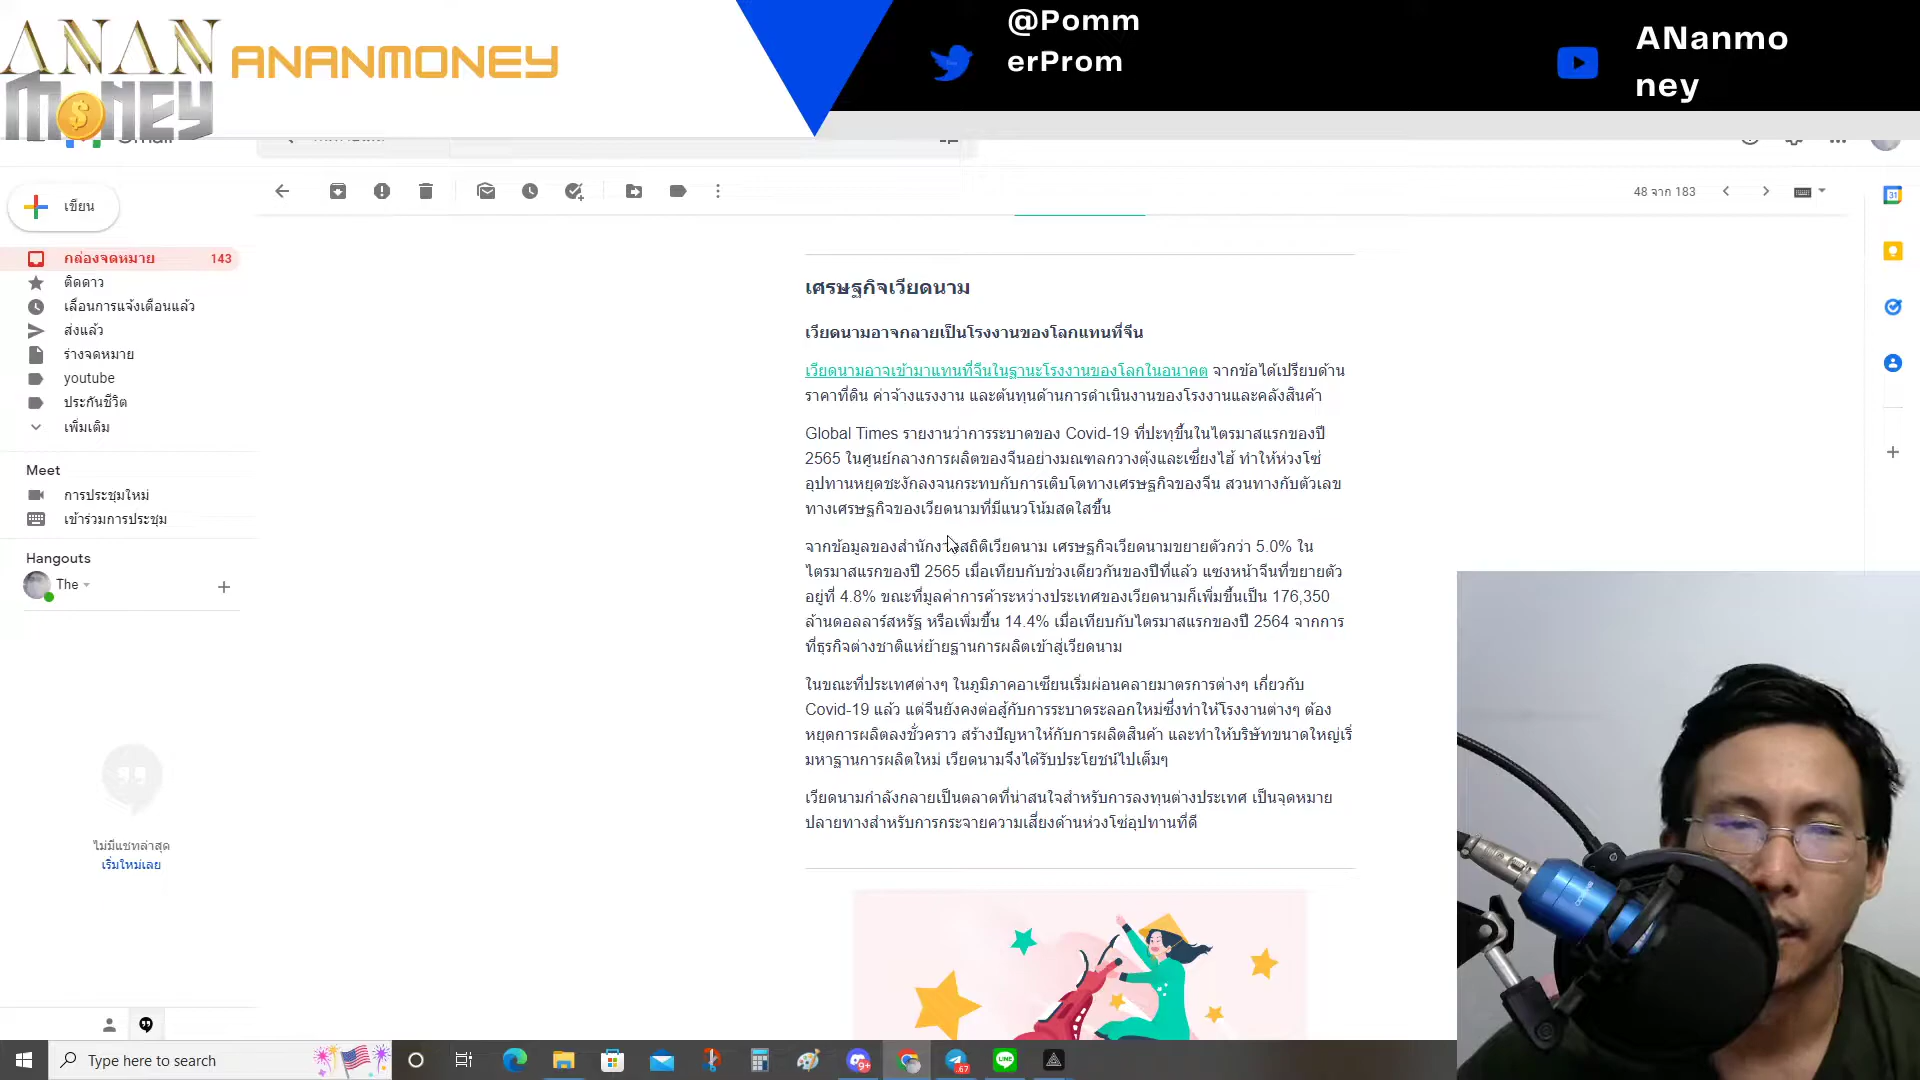 ANAN
MONEY
ANANMONEY
@Pomm
erProm
ANanmo
ney
48 จาก 183
เขียน
กล่องจดหมาย 143
ติดดาว
เลื่อนการแจ้งเตือนแล้ว
ส่งแล้ว
ร่างจดหมาย
youtube
ประกันชีวิต
เพิ่มเติม
Meet
การประชุมใหม่
เข้าร่วมการประชุม
Hangouts
The
ไม่มีแชทล่าสุด
เริ่มใหม่เลย
เศรษฐกิจเวียดนาม
เวียดนามอาจกลายเป็นโรงงานของโลกแทนที่จีน
เวียดนามอาจเข้ามาแทนที่จีนในฐานะโรงงานของโลกในอนาคต จากข้อได้เปรียบด้าน
ราคาที่ดิน ค่าจ้างแรงงาน และต้นทุนด้านการดำเนินงานของโรงงานและคลังสินค้า
Global Times รายงานว่าการระบาดของ Covid-19 ที่ปะทุขึ้นในไตรมาสแรกของปี
2565 ในศูนย์กลางการผลิตของจีนอย่างมณฑลกวางตุ้งและเซี่ยงไฮ้ ทำให้ห่วงโซ่
อุปทานหยุดชะงักลงจนกระทบกับการเติบโตทางเศรษฐกิจของจีน สวนทางกับตัวเลข
ทางเศรษฐกิจของเวียดนามที่มีแนวโน้มสดใสขึ้น
จากข้อมูลของสำนักงานสถิติเวียดนาม เศรษฐกิจเวียดนามขยายตัวกว่า 5.0% ใน
ไตรมาสแรกของปี 2565 เมื่อเทียบกับช่วงเดียวกันของปีที่แล้ว แซงหน้าจีนที่ขยายตัว
อยู่ที่ 4.8% ขณะที่มูลค่าการค้าระหว่างประเทศของเวียดนามก็เพิ่มขึ้นเป็น 176,350
ล้านดอลลาร์สหรัฐ หรือเพิ่มขึ้น 14.4% เมื่อเทียบกับไตรมาสแรกของปี 2564 จากการ
ที่ธุรกิจต่างชาติแห่ย้ายฐานการผลิตเข้าสู่เวียดนาม
ในขณะที่ประเทศต่างๆ ในภูมิภาคอาเซียนเริ่มผ่อนคลายมาตรการต่างๆ เกี่ยวกับ
Covid-19 แล้ว แต่จีนยังคงต่อสู้กับการระบาดระลอกใหม่ซึ่งทำให้โรงงานต่างๆ ต้อง
หยุดการผลิตลงชั่วคราว สร้างปัญหาให้กับการผลิตสินค้า และทำให้บริษัทขนาดใหญ่เริ่
มหาฐานการผลิตใหม่ เวียดนามจึงได้รับประโยชน์ไปเต็มๆ
เวียดนามกำลังกลายเป็นตลาดที่น่าสนใจสำหรับการลงทุนต่างประเทศ เป็นจุดหมาย
ปลายทางสำหรับการกระจายความเสี่ยงด้านห่วงโซ่อุปทานที่ดี
Type here to search